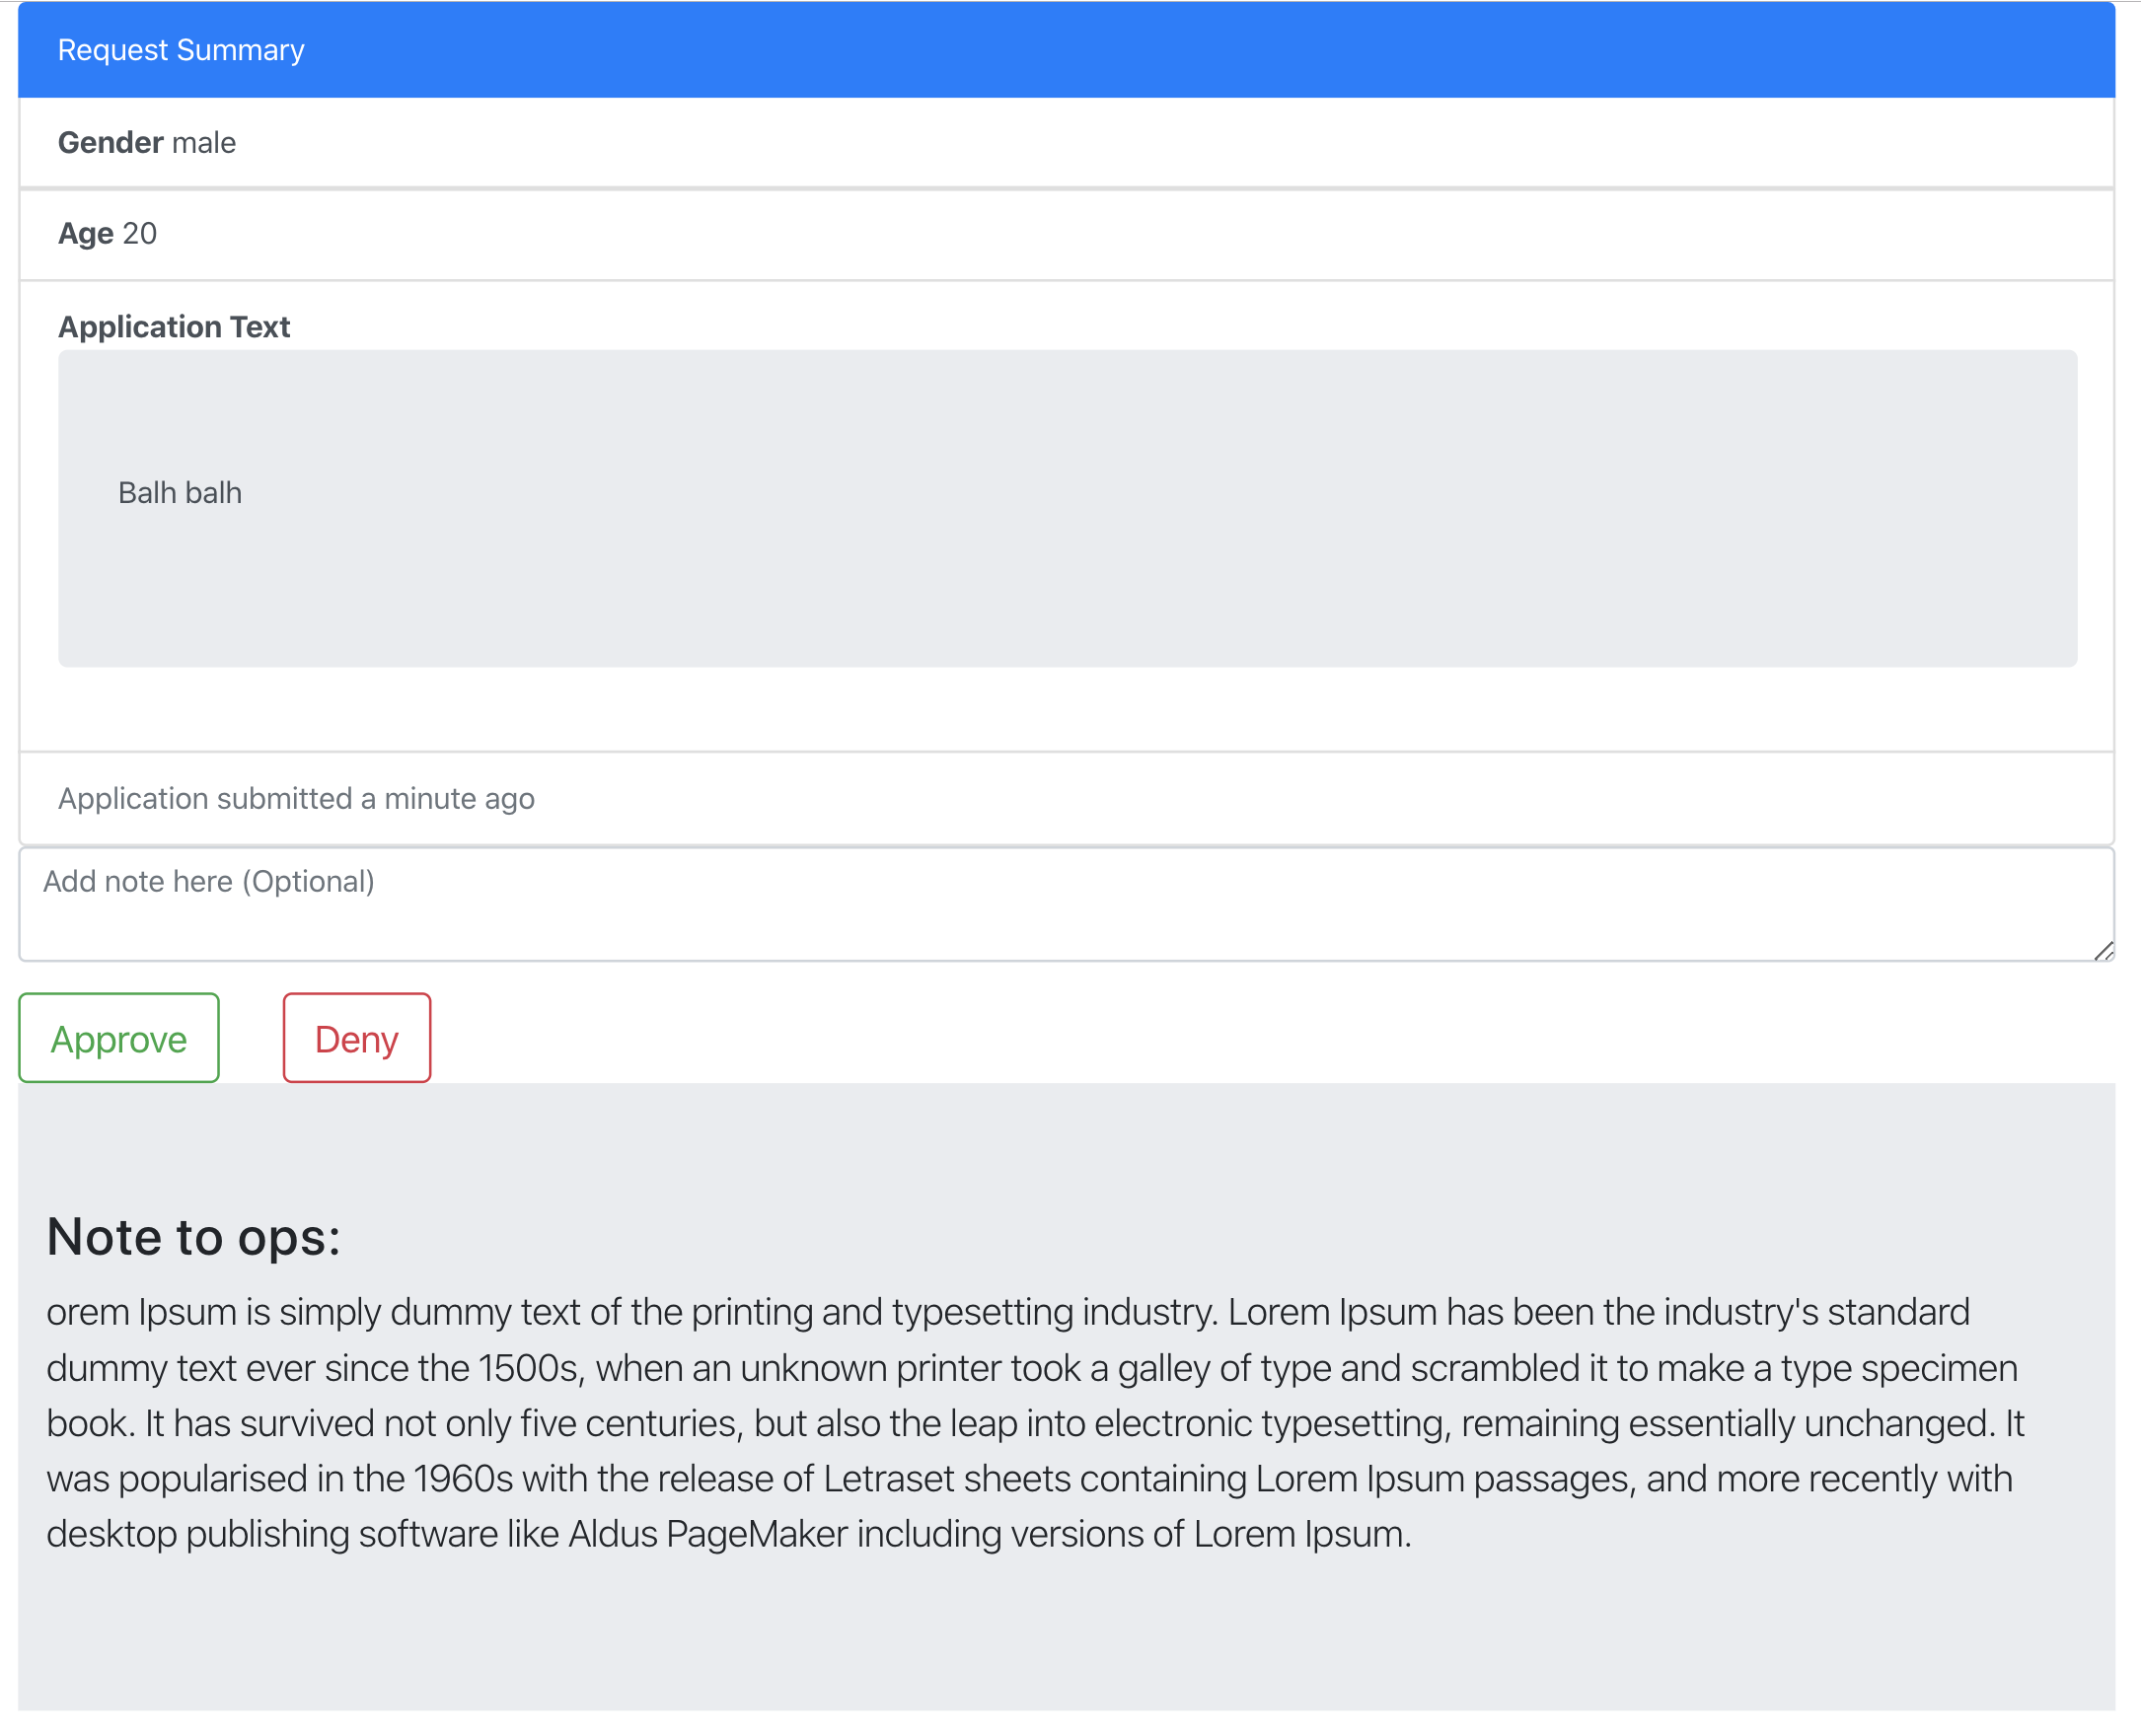 Request Summary
Gender male
Age 20
Application Text
Balh balh
Application submitted a minute ago
Add note here (Optional)
Approve
Deny
Note to ops:
orem Ipsum is simply dummy text of the printing and typesetting industry. Lorem Ipsum has been the industry's standard
dummy text ever since the 1500s, when an unknown printer took a galley of type and scrambled it to make a type specimen
book. It has survived not only five centuries, but also the leap into electronic typesetting, remaining essentially unchanged. It
was popularised in the 1960s with the release of Letraset sheets containing Lorem Ipsum passages, and more recently with
desktop publishing software like Aldus PageMaker including versions of Lorem Ipsum.